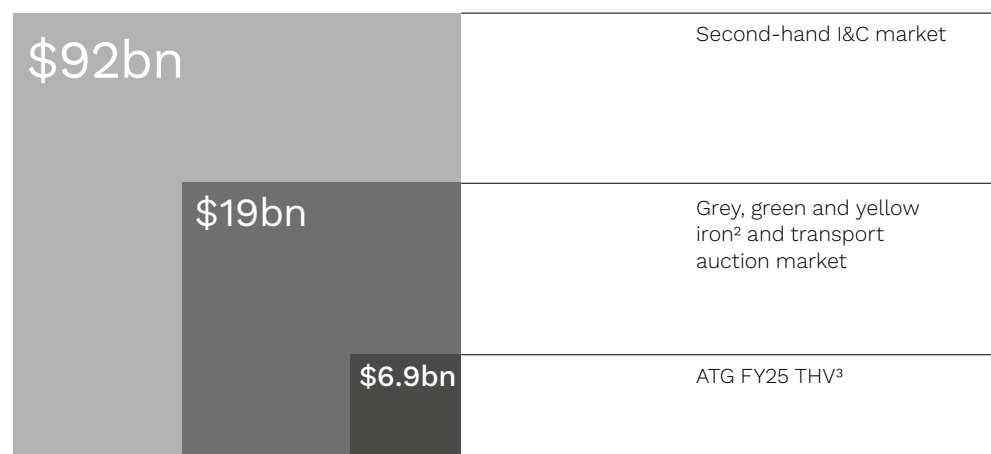 $92bn
Second-hand I&C market
$19bn
Grey, green and yellow
iron² and transport
auction market
$6.9bn
ATG FY25 THV³